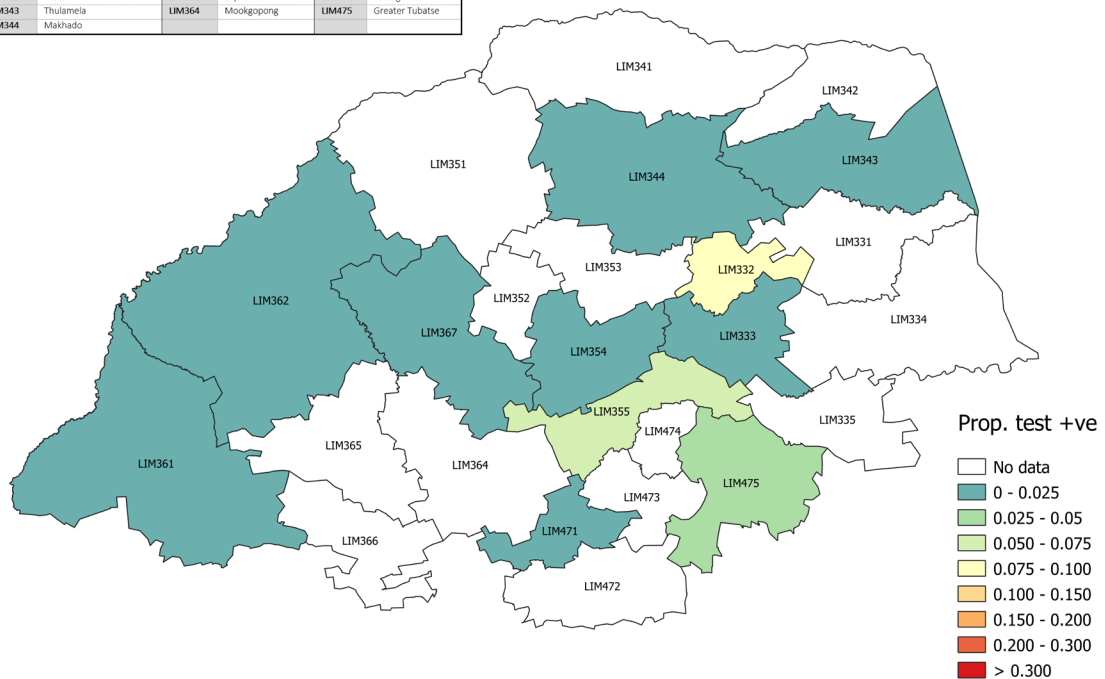 M343 Thulamela LIM364 Mookgopong LIM475 Greater Tubatse
M344 Makhado
LIM341
LIM342
LIM343
LIM351
LIM344
LIM331
LIM353
LIM332
LIM352
LIM362
LIM334
LIM367
LIM333
LIM354
LIM355
LIM335
LIM474
LIM365
LIM361
LIM364
LIM475
LIM473
LIM471
LIM366
LIM472
Prop. test +ve
No data
0 - 0.025
0.025 - 0.05
0.050 - 0.075
0.075 - 0.100
0.100 - 0.150
0.150 - 0.200
0.200 - 0.300
> 0.300